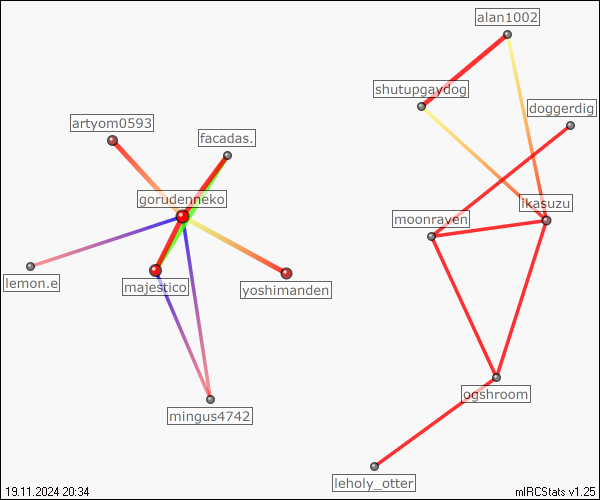 alan1002
shutupgaydog
doggerdig
artyom0593
facadas.
gorudenneko
ikasuzu
moonraven
lemon.e
majestico
yoshimanden
ogshroom
mingus4742
leholy_otter
19.11.2024 20:34
mIRCStats v1.25